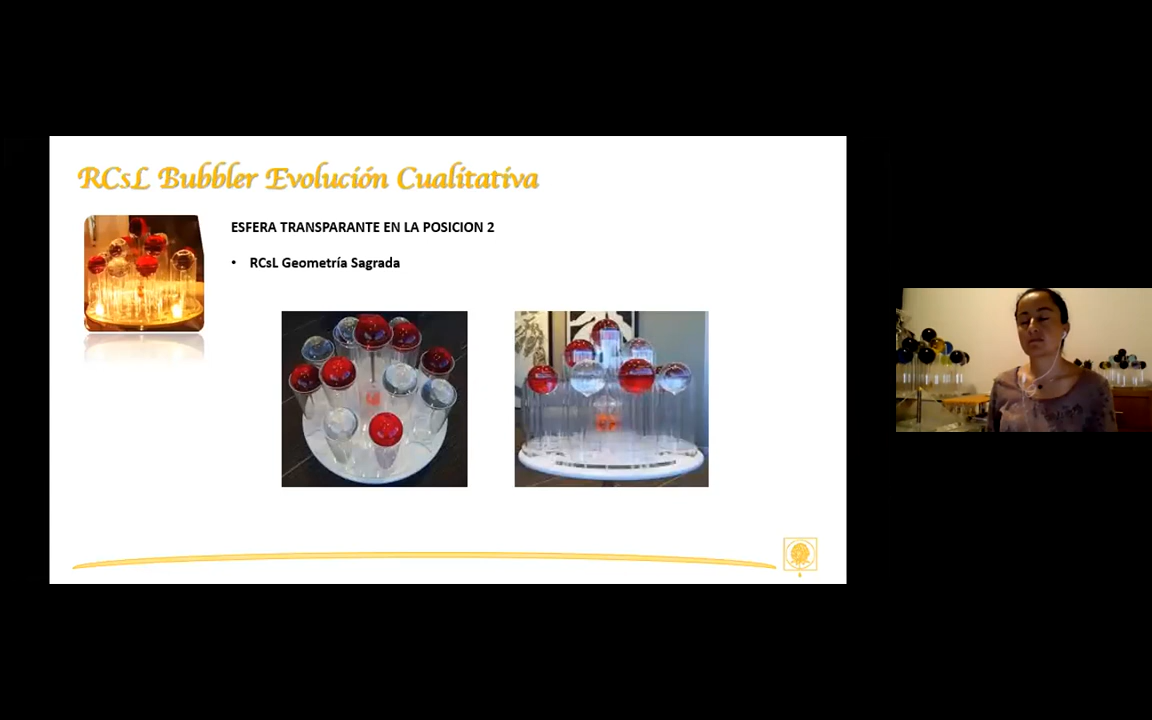 RCsL Bubbler Evolución Cualitativa
ESFERA TRANSPARANTE EN LA POSICION 2
• RCsL Geometría Sagrada